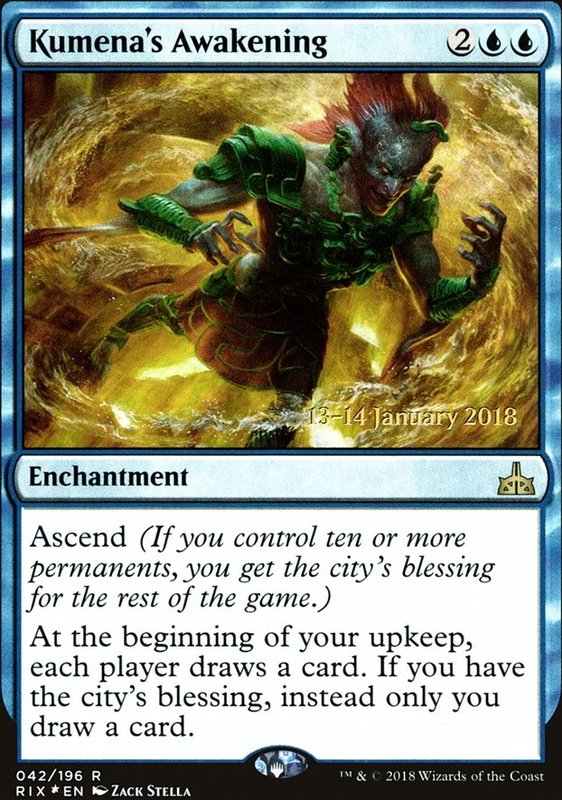 Kumena's Awakening
2
13-14 January 2018
Enchantment
Ascend (If you control ten or more
permanents, you get the city's blessing
for the rest of the game.)
At the beginning of your upkeep,
each player draws a card. If you have
the city's blessing, instead only you
draw a card.
042/196 R
RIX ★ EN Zack Stella
™ & © 2018 Wizards of the Coast